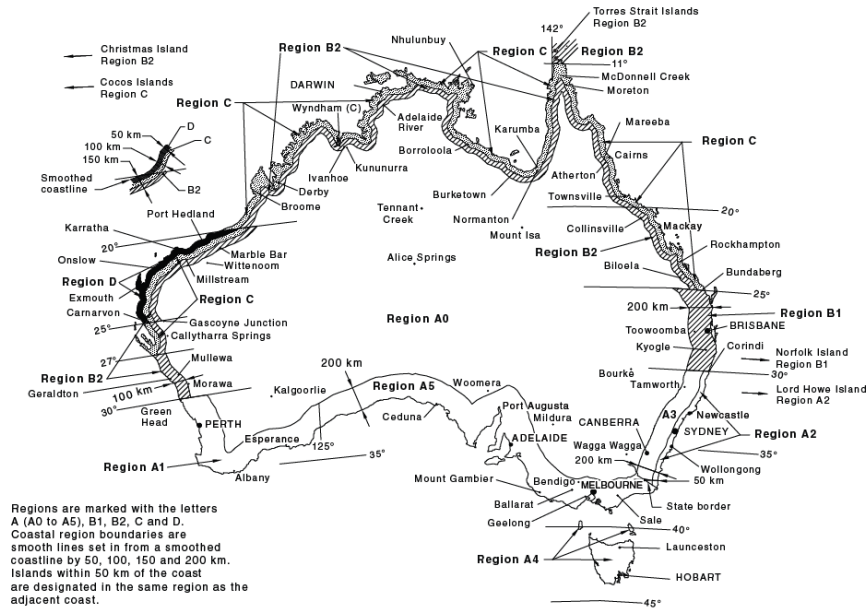 Torres Strait Islands
Region B2
142°
Christmas Island
Region B2
Cocos Islands
Region C
Region B2
Nhulunbuy
Region C
Region B2
11°
McDonnell Creek
Moreton
DARWIN
Region C
Wyndham (C)
Adelaide
River
Mareeba
50 km
D
C
100 km
150 km
Karumba
Region C
Borroloola
Cairns
Smoothed
coastline
B2
Ivanhoe
Kununurra
Atherton
Derby
Broome
Burketown
Townsville
Port Hedland
Tennant
Creek
Normanton
20°
Karratha
Mount Isa
Collinsville
Mackay
20°
Marble Bar
Region B2
Rockhampton
Onslow
Wittenoom
Alice Springs
Biloela
Bundaberg
Region D
Millstream
Exmouth
Region C
25°
Carnarvon
200 km
Region B1
25°
Gascoyne Junction
Region A0
Toowoomba
BRISBANE
Callytharra Springs
Kyogle
Corindi
27°
Mullewa
200 km
Norfolk Island
Region B1
Region B2
Region A5
Woomera
Bourke
30°
Geraldton
100 km
Morawa
Kalgoorlie
Tamworth
Lord Howe Island
Region A2
30°
Green
Head
Ceduna
Port Augusta
Mildura
A3
Newcastle
PERTH
CANBERRA
SYDNEY
Esperance
125°
ADELAIDE
Wagga Wagga
Region A2
Region A1
35°
200 km
35°
Albany
Mount Gambier
Bendigo
MELBOURNE
Wollongong
50 km
Ballarat
State border
Geelong
Sale
40°
Region A4
Launceston
HOBART
45°
Regions are marked with the letters
A (A0 to A5), B1, B2, C and D.
Coastal region boundaries are
smooth lines set in from a smoothed
coastline by 50, 100, 150 and 200 km.
Islands within 50 km of the coast
are designated in the same region as the
adjacent coast.